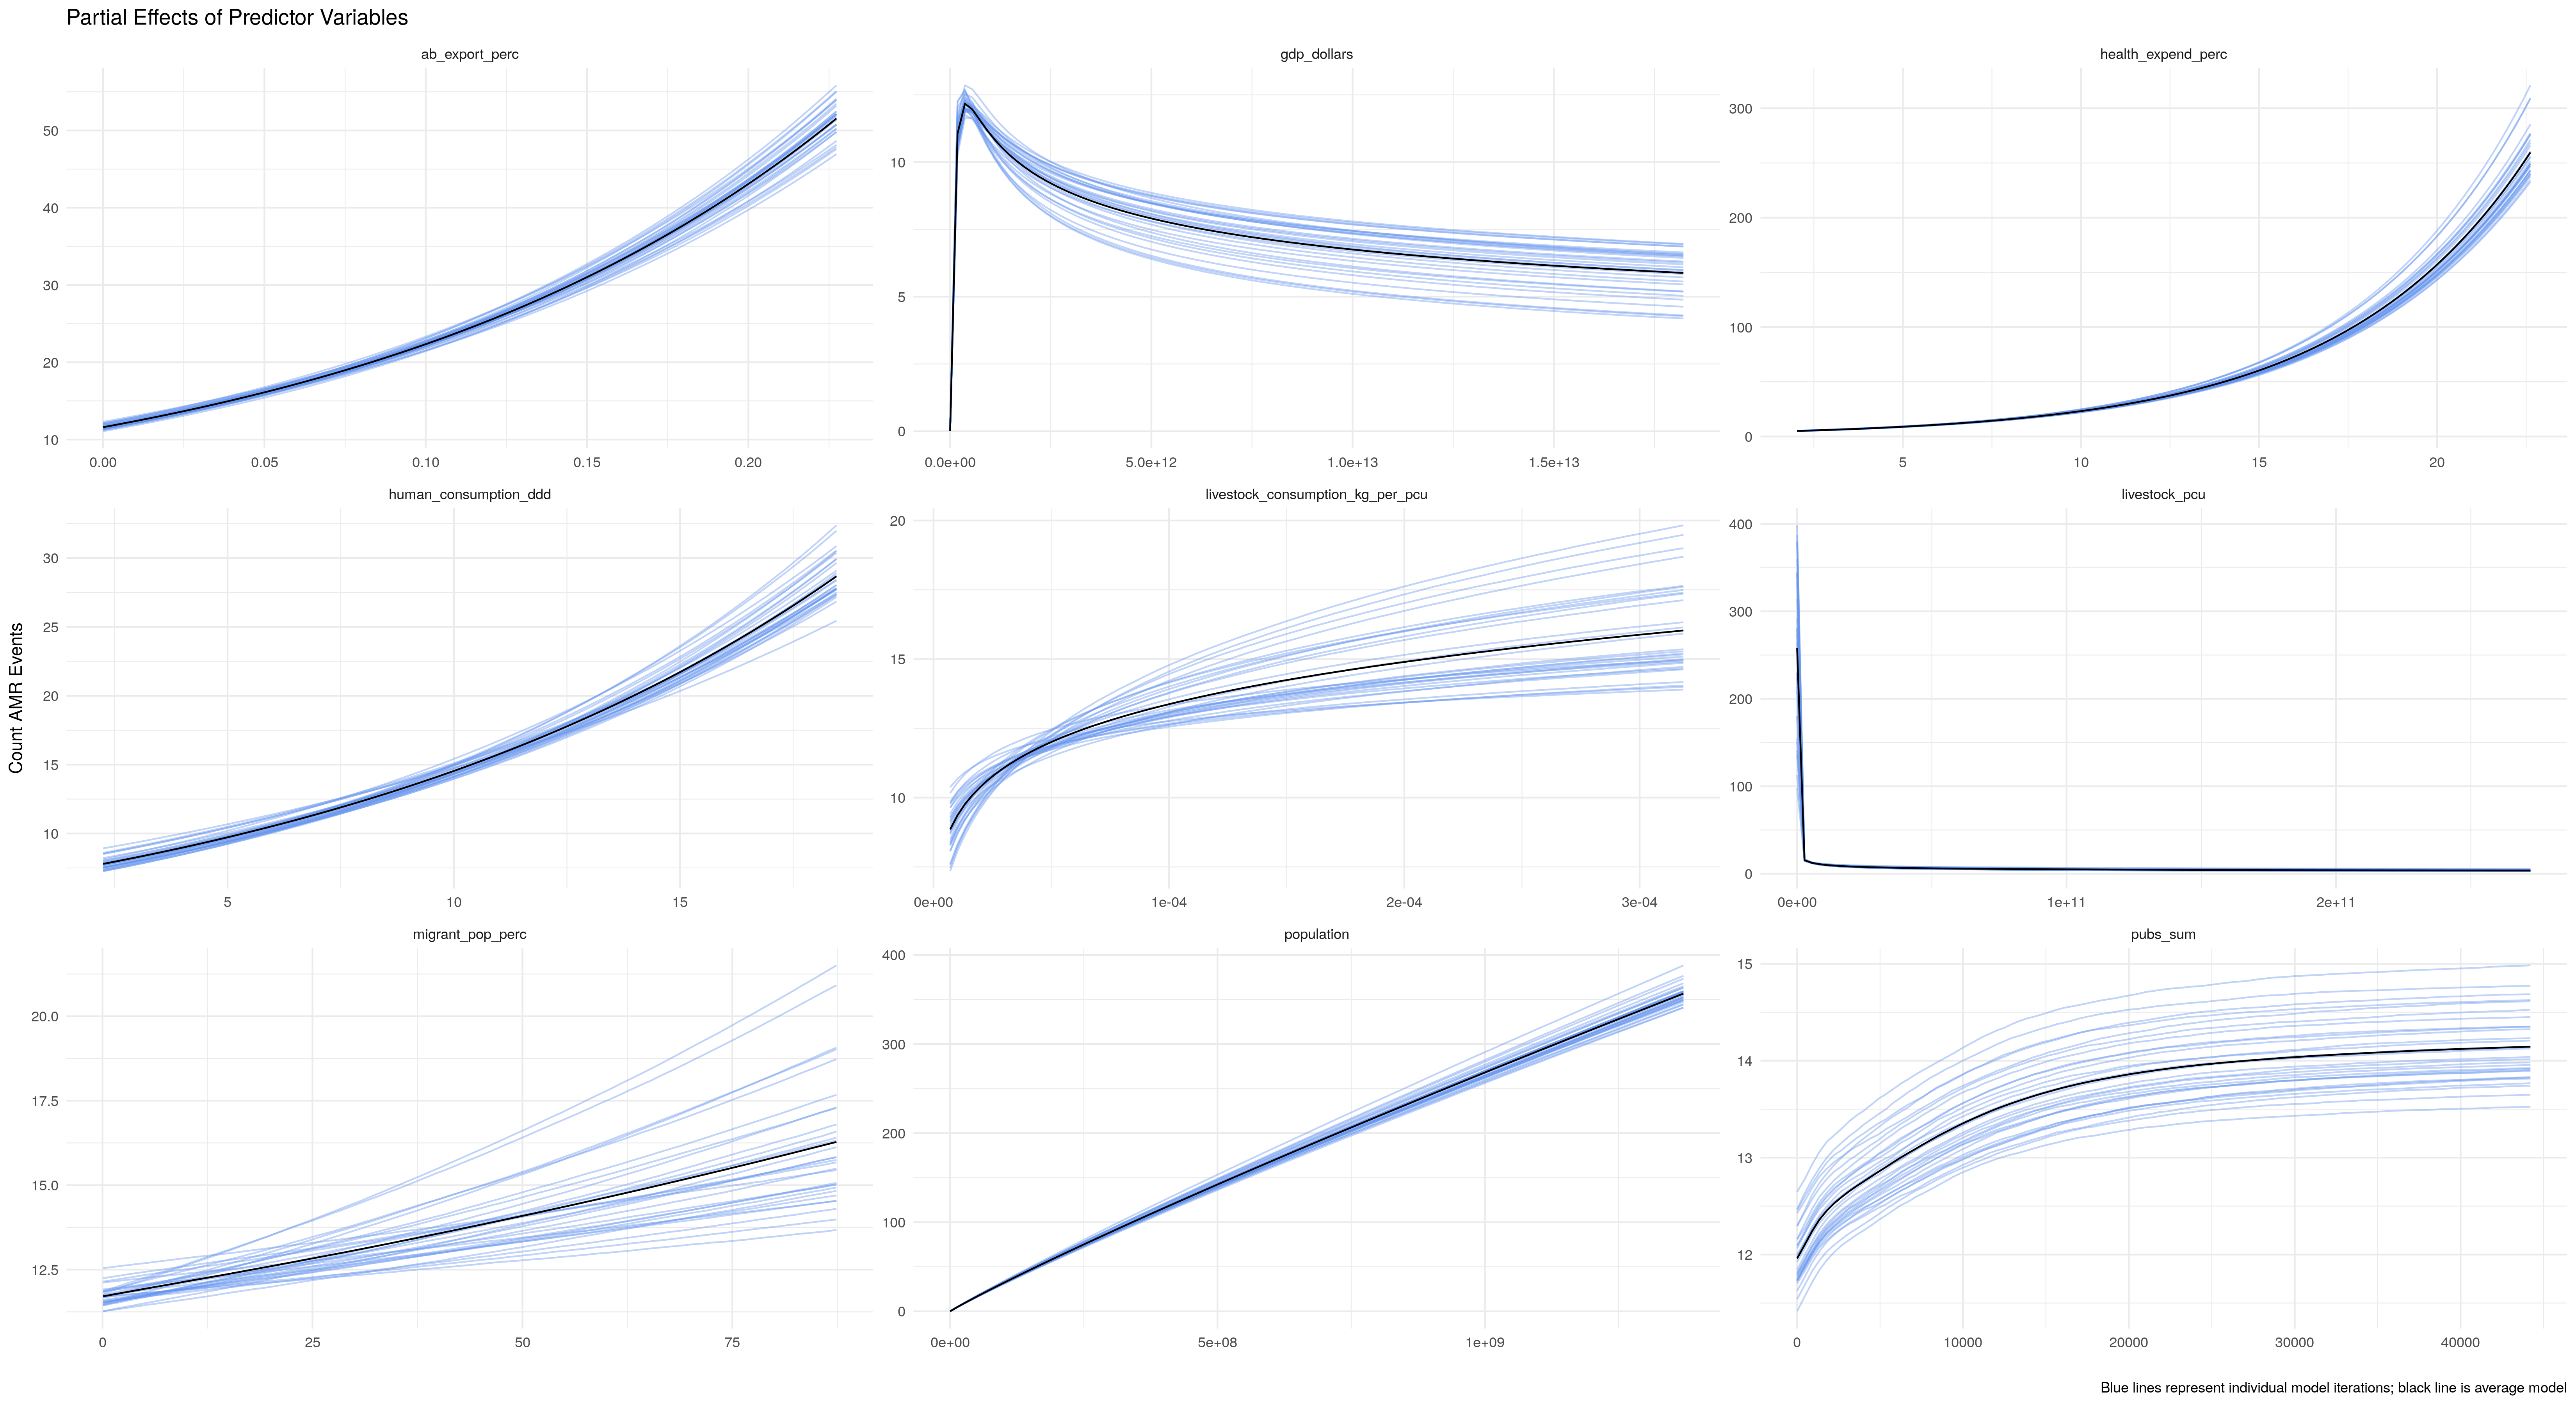 Partial Effects of Predictor Variables
ab_export_perc
gdp_dollars
health_expend_perc
50
40
30
20
10
0.00 0.05 0.10 0.15 0.20
10
5
0
0.0e+00 5.0e+12 1.0e+13 1.5e+13
300
200
100
0
5 10 15 20
human_consumption_ddd
livestock_consumption_kg_per_pcu
livestock_pcu
Count AMR Events
30
25
20
15
10
5 10 15
20
15
10
0e+00 1e-04 2e-04 3e-04
400
300
200
100
0
0e+00 1e+11 2e+11
migrant_pop_perc
population
pubs_sum
20.0
17.5
15.0
12.5
0 25 50 75
400
300
200
100
0
0e+00 5e+08 1e+09
15
14
13
12
0 10000 20000 30000 40000
Blue lines represent individual model iterations; black line is average model